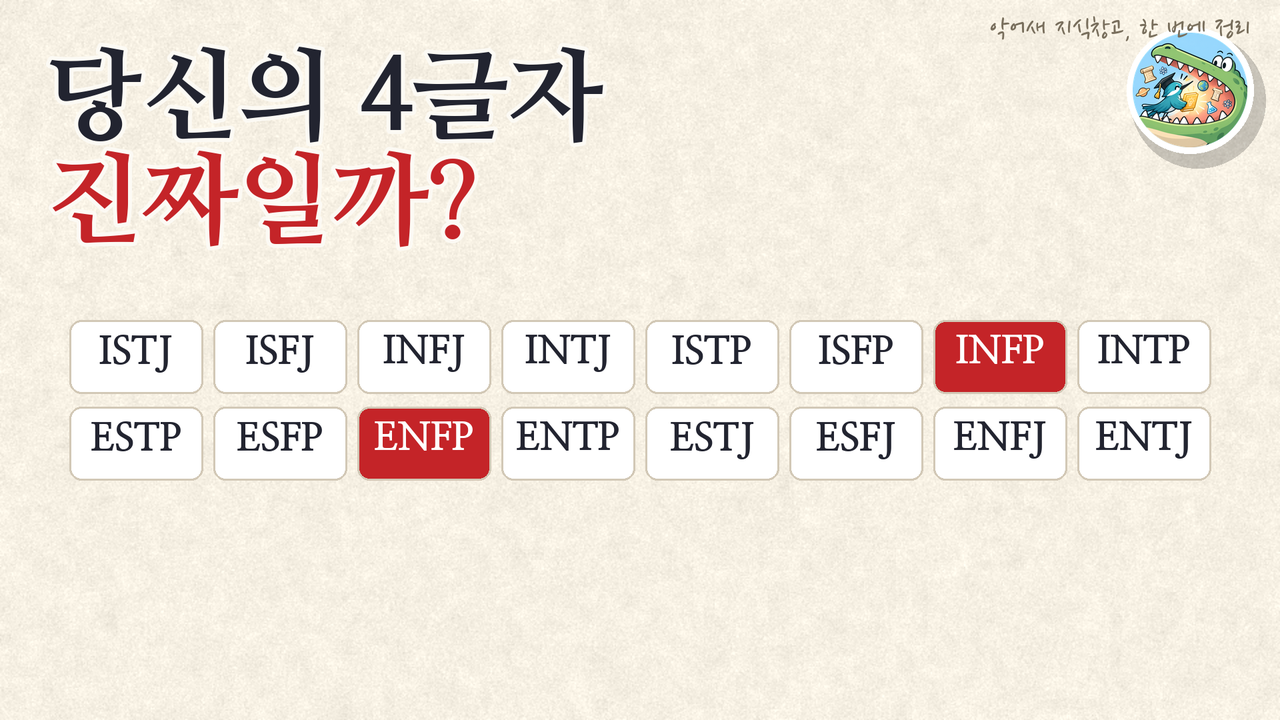 악어새 지식창고, 한 번에 정리
당신의 4글자
진짜일까?
ISTJ ISFJ INFJ INTJ ISTP ISFP INFP INTP
ESTP ESFP ENFP ENTP ESTJ ESFJ ENFJ ENTJ